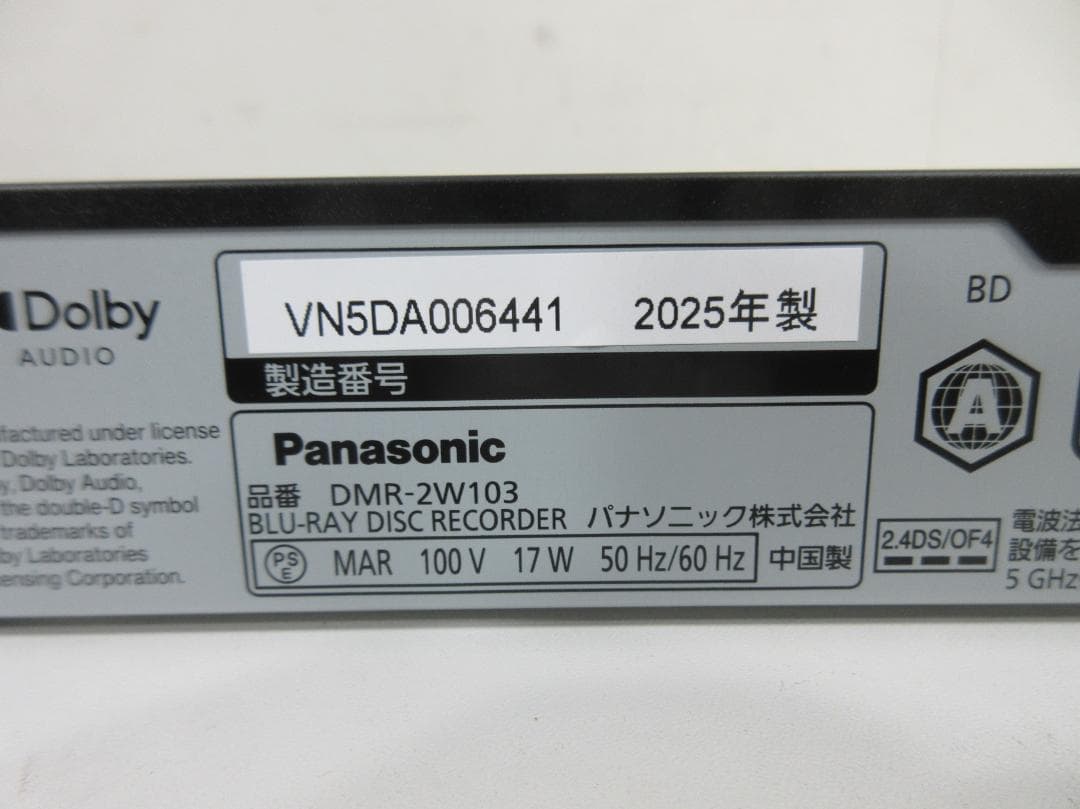 Dolby
AUDIO
factured under license
Dolby Laboratories.
y, Dolby Audio,
the double-D symbol
trademarks of
by Laboratories
ensing Corporation.
VN5DA006441 2025年製
製造番号
Panasonic
品番 DMR-2W103
BLU-RAY DISC RECORDER パナソニック株式会社
PSE MAR 100 V 17 W 50 Hz/60 Hz 中国製
BD
A
2.4DS/OF4
電波法
設備を
5 GHz